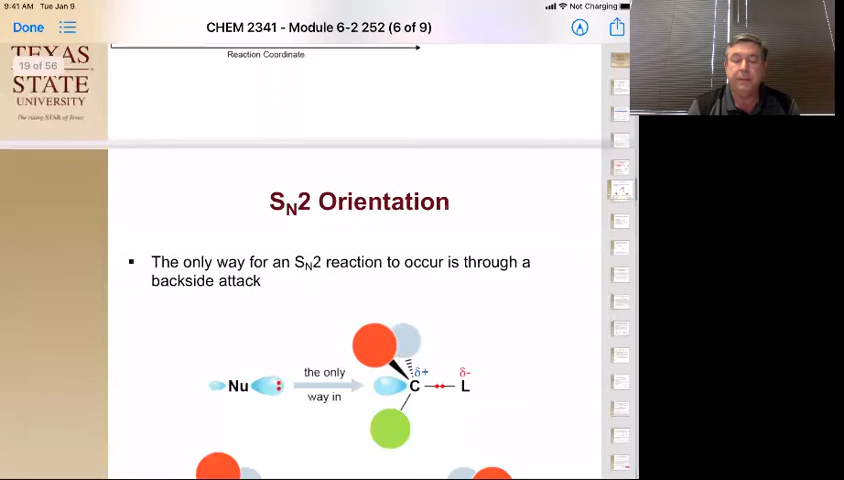 9:41 AM Tue Jan 9
Not Charging
Done
CHEM 2341 - Module 6-2 252 (6 of 9)
TEXAS
19 of 56
STATE
UNIVERSITY
The rising STAR of Texas
Reaction Coordinate
SN2 Orientation
▪ The only way for an SN2 reaction to occur is through a
backside attack
Nu
the only
way in
δ+
δ-
C
L